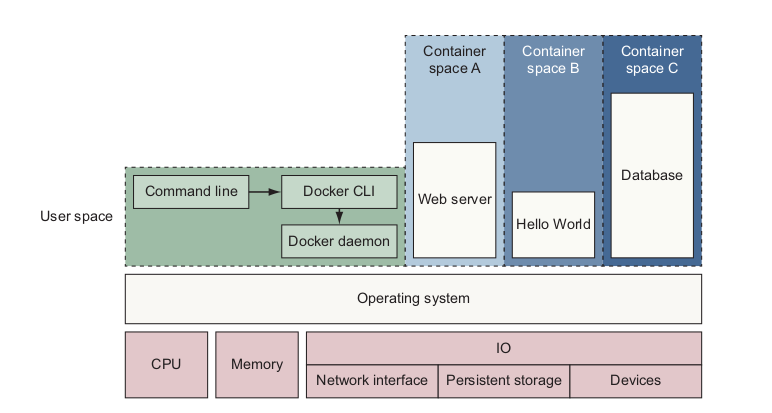 Container
space A
Container
space B
Container
space C
Command line
Docker CLI
Database
Web server
User space
Hello World
Docker daemon
Operating system
CPU
Memory
IO
Network interface
Persistent storage
Devices